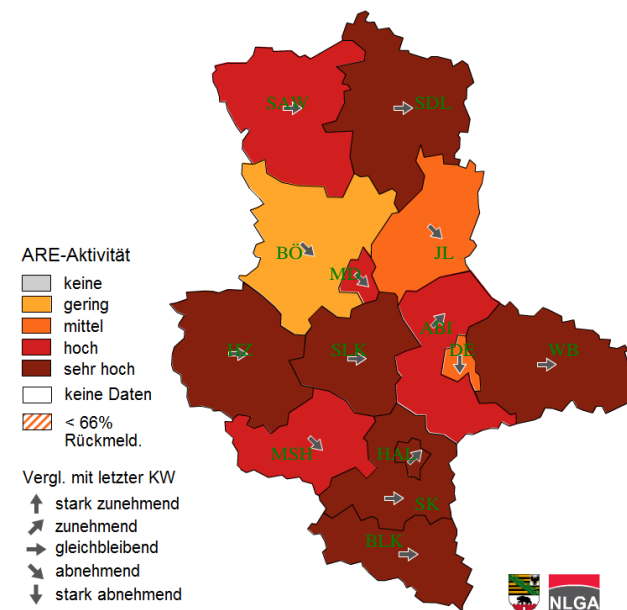 SAW
SDL
BÖ
JL
MD
ABI
DE
HZ
SLK
WB
MSH
HAL
SK
BLK
ARE-Aktivität
keine
gering
mittel
hoch
sehr hoch
keine Daten
< 66%
Rückmeld.
Vergl. mit letzter KW
stark zunehmend
zunehmend
gleichbleibend
abnehmend
stark abnehmend
NLGA